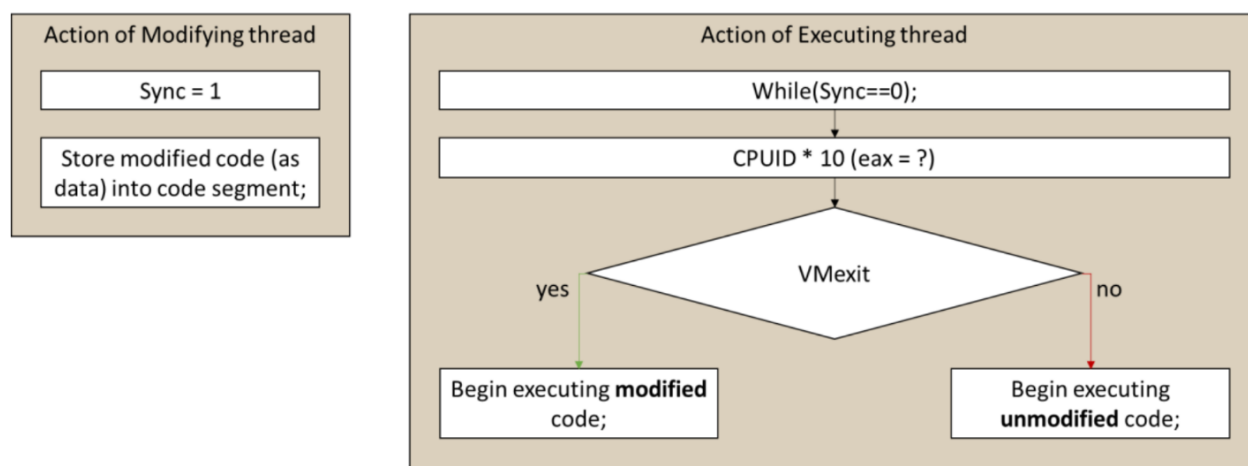 Action of Modifying thread
Sync = 1
Store modified code (as
data) into code segment;
Action of Executing thread
While(Sync==0);
CPUID * 10 (eax = ?)
VMexit
yes
no
Begin executing modified
code;
Begin executing
unmodified code;